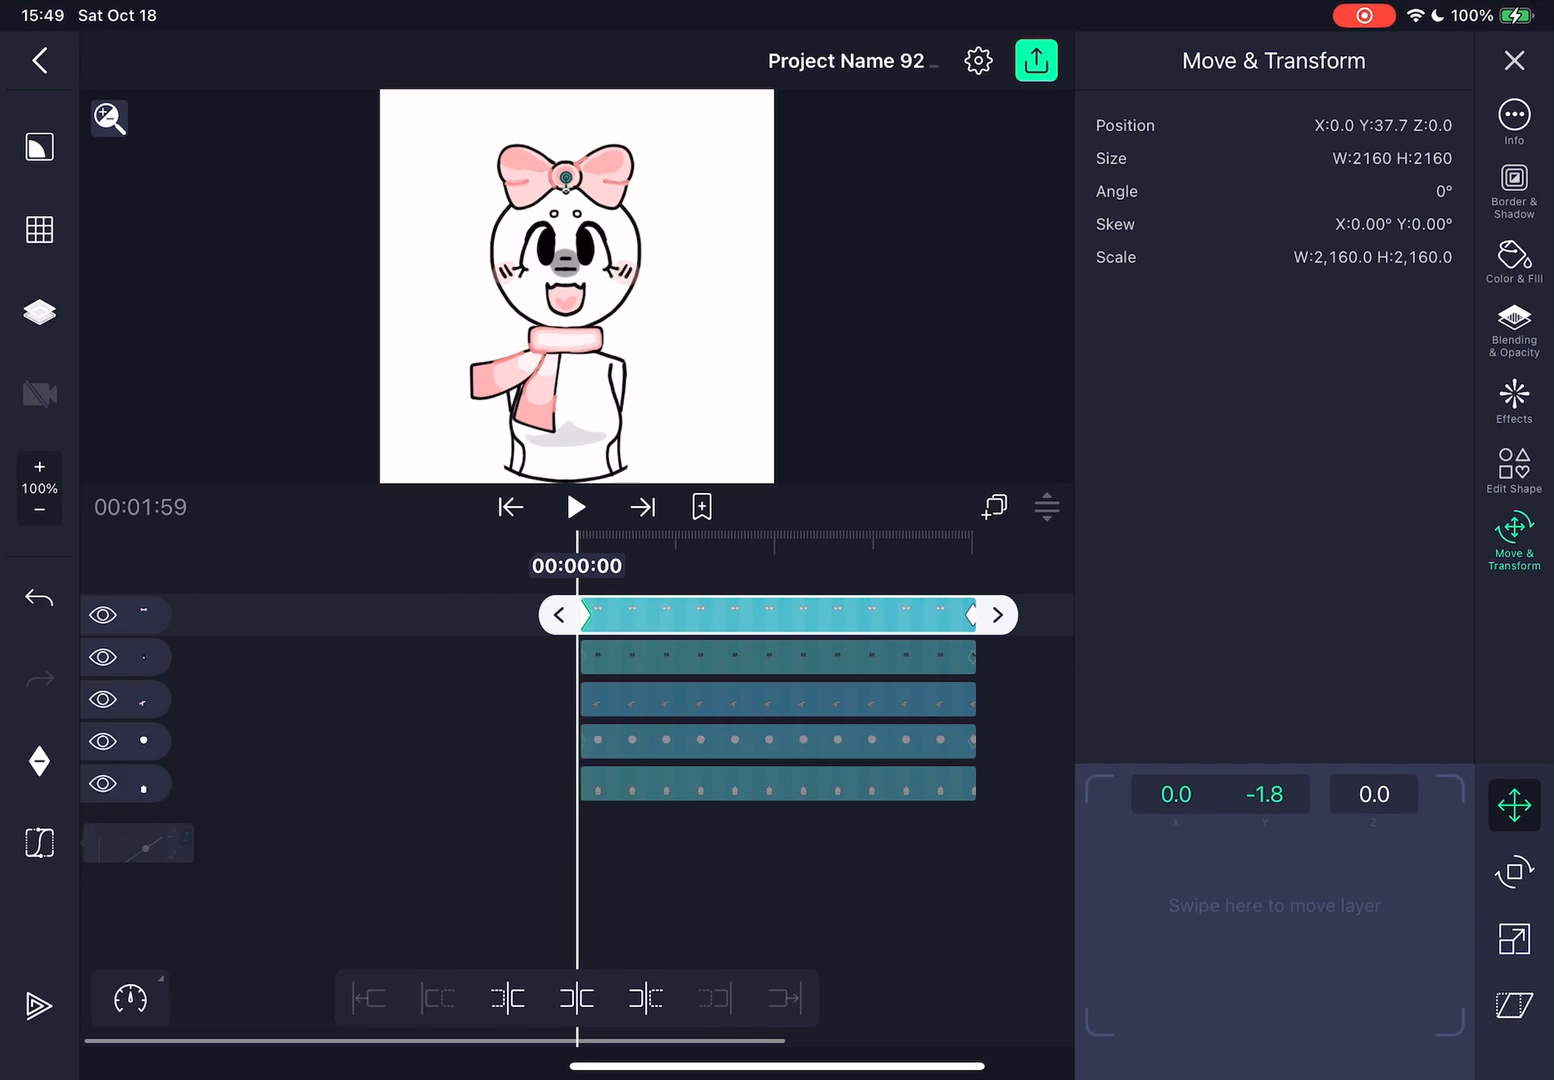 15:49 Sat Oct 18
100%
Project Name 92
Move & Transform
Position X:0.0 Y:37.7 Z:0.0
Size W:2160 H:2160
Angle 0°
Skew X:0.00° Y:0.00°
Scale W:2,160.0 H:2,160.0
Info
Border &
Shadow
Color & Fill
Blending
& Opacity
Effects
Edit Shape
Move &
Transform
+
100%
−
00:01:59
00:00:00
0.0 -1.8 0.0
X Y Z
Swipe here to move layer